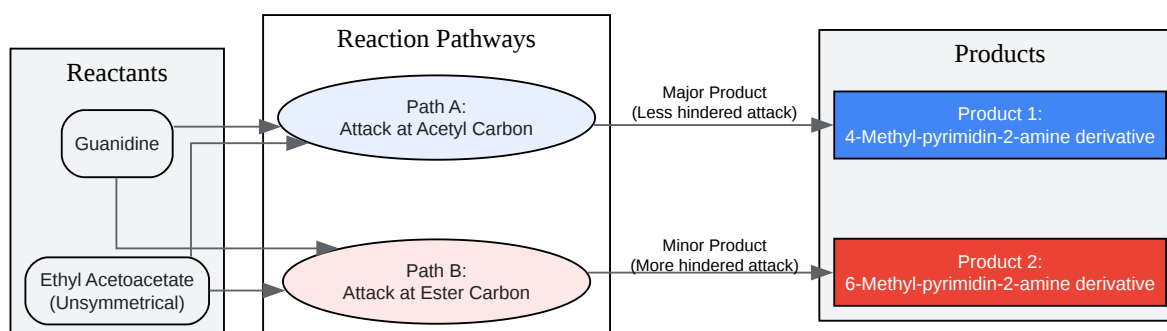 Reactants
Guanidine
Ethyl Acetoacetate
(Unsymmetrical)
Reaction Pathways
Path A:
Attack at Acetyl Carbon
Path B:
Attack at Ester Carbon
Major Product
(Less hindered attack)
Minor Product
(More hindered attack)
Products
Product 1:
4-Methyl-pyrimidin-2-amine derivative
Product 2:
6-Methyl-pyrimidin-2-amine derivative